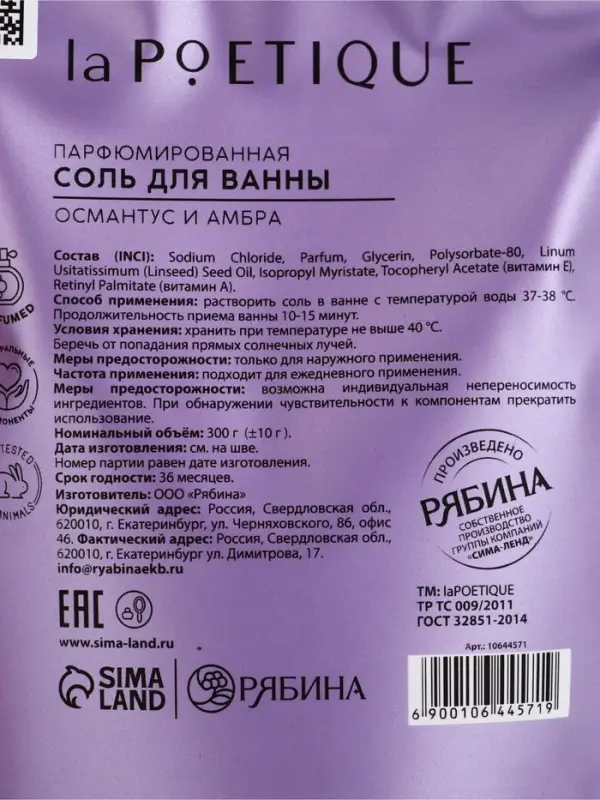 la POETIQUE
ПАРФЮМИРОВАННАЯ
СОЛЬ ДЛЯ ВАННЫ
ОСМАНТУС И АМБРА
Состав (INCI): Sodium Chloride, Parfum, Glycerin, Polysorbate-80, Linum
Usitatissimum (Linseed) Seed Oil, Isopropyl Myristate, Tocopheryl Acetate (витамин Е),
Retinyl Palmitate (витамин А).
Способ применения: растворить соль в ванне с температурой воды 37-38 °С.
Продолжительность приема ванны 10-15 минут.
Условия хранения: хранить при температуре не выше 40 °С.
Беречь от попадания прямых солнечных лучей.
Меры предосторожности: только для наружного применения.
Частота применения: подходит для ежедневного применения.
Меры предосторожности: возможна индивидуальная непереносимость
ингредиентов. При обнаружении чувствительности к компонентам прекратить
использование.
Номинальный объём: 300 г (±10 г).
Дата изготовления: см. на шве.
Номер партии равен дате изготовления.
Срок годности: 36 месяцев.
Изготовитель: ООО «Рябина»
Юридический адрес: Россия, Свердловская обл.,
620010, г. Екатеринбург, ул. Черняховского, 86, офис
46. Фактический адрес: Россия, Свердловская обл.,
620010, г. Екатеринбург ул. Димитрова, 17.
info@ryabinaekb.ru
ПРОИЗВЕДЕНО
РЯБИНА
СОБСТВЕННОЕ
ПРОИЗВОДСТВО
ГРУППЫ КОМПАНИЙ
«СИМА-ЛЕНД»
ТМ: laPOETIQUE
ТР ТС 009/2011
ГОСТ 32851-2014
EAC
www.sima-land.ru
SIMA
LAND
РЯБИНА
Арт.: 10644571
6 900106 445719